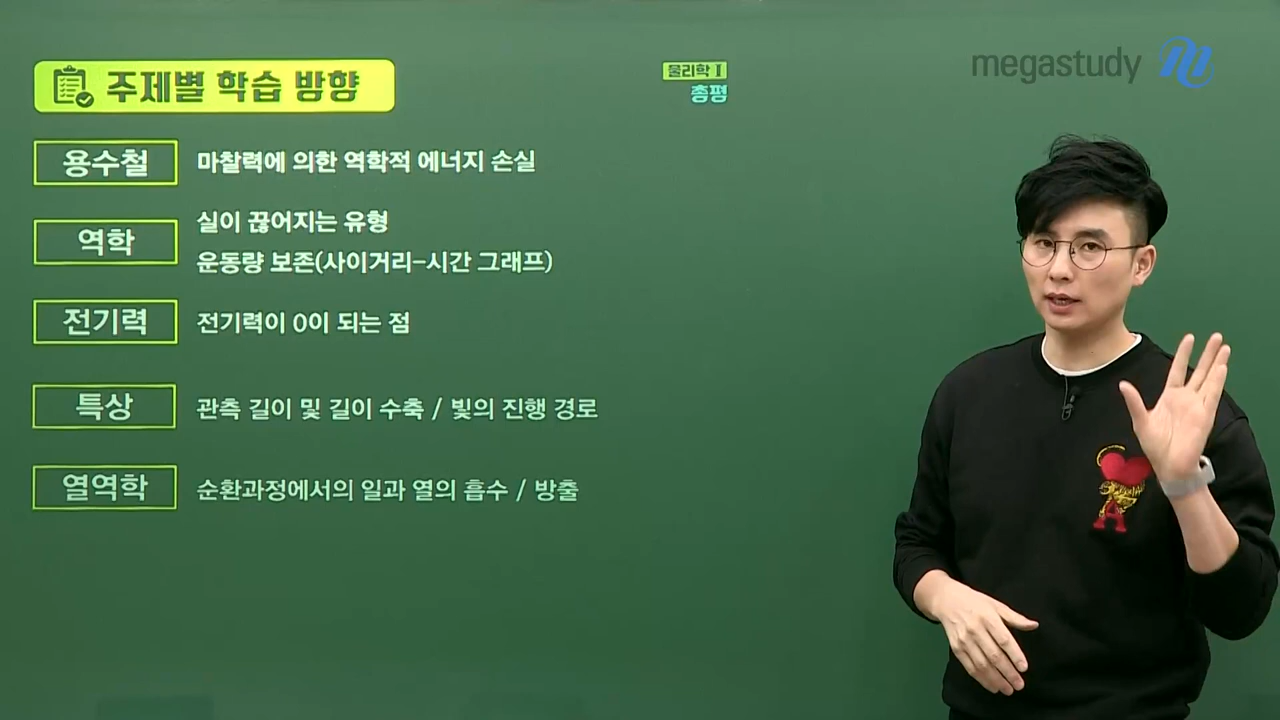 주제별 학습 방향
물리학 I
총평
megastudy
용수철
마찰력에 의한 역학적 에너지 손실
역학
실이 끊어지는 유형
운동량 보존(사이거리-시간 그래프)
전기력
전기력이 0이 되는 점
특상
관측 길이 및 길이 수축 / 빛의 진행 경로
열역학
순환과정에서의 일과 열의 흡수 / 방출